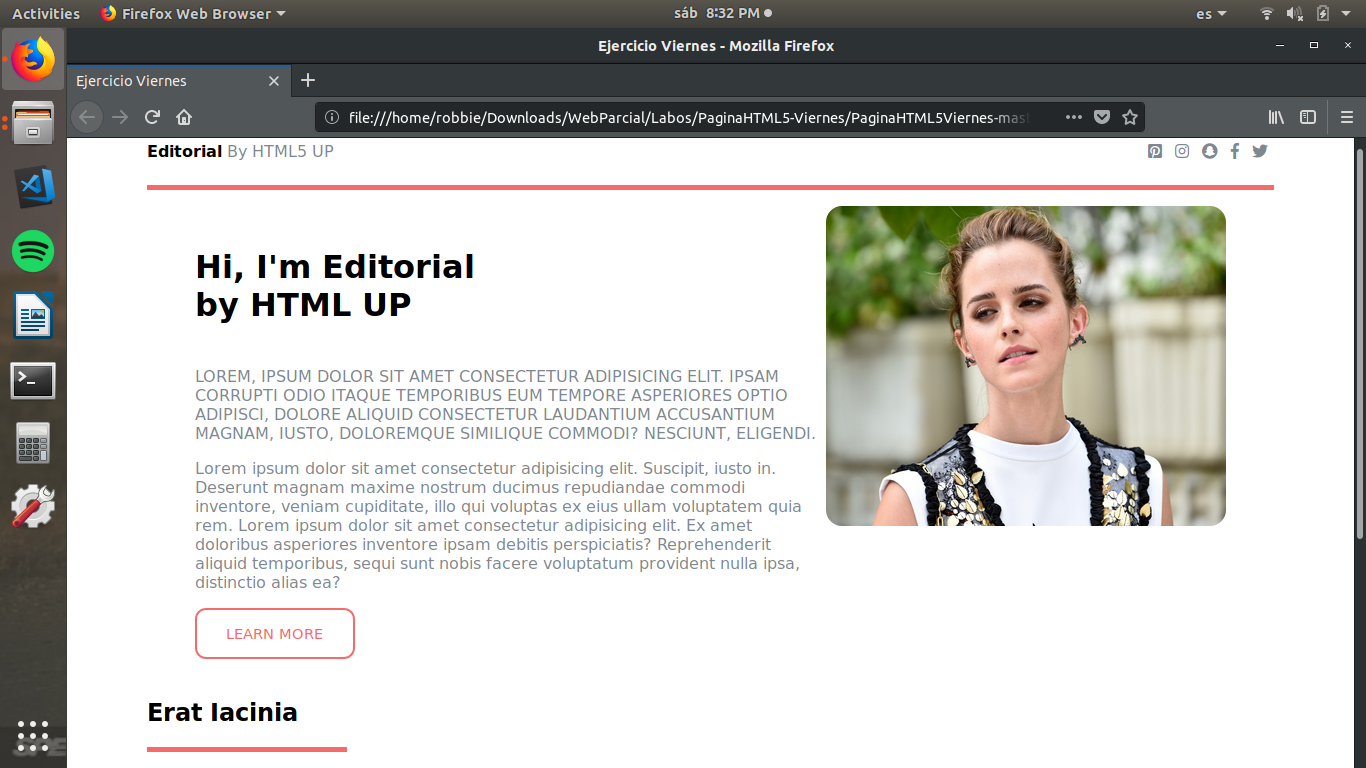 Activities Firefox Web Browser sáb 8:32 PM es
Ejercicio Viernes - Mozilla Firefox
Ejercicio Viernes
file:///home/robbie/Downloads/WebParcial/Labos/PaginaHTML5-Viernes/PaginaHTML5Viernes-mas
Editorial By HTML5 UP
Hi, I'm Editorial
by HTML UP
LOREM, IPSUM DOLOR SIT AMET CONSECTETUR ADIPISICING ELIT. IPSAM
CORRUPTI ODIO ITAQUE TEMPORIBUS EUM TEMPORE ASPERIORES OPTIO
ADIPISCI, DOLORE ALIQUID CONSECTETUR LAUDANTIUM ACCUSANTIUM
MAGNAM, IUSTO, DOLOREMQUE SIMILIQUE COMMODI? NESCIUNT, ELIGENDI.
Lorem ipsum dolor sit amet consectetur adipisicing elit. Suscipit, iusto in.
Deserunt magnam maxime nostrum ducimus repudiandae commodi
inventore, veniam cupiditate, illo qui voluptas ex eius ullam voluptatem quia
rem. Lorem ipsum dolor sit amet consectetur adipisicing elit. Ex amet
doloribus asperiores inventore ipsam debitis perspiciatis? Reprehenderit
aliquid temporibus, sequi sunt nobis facere voluptatum provident nulla ipsa,
distinctio alias ea?
LEARN MORE
Erat Iacinia